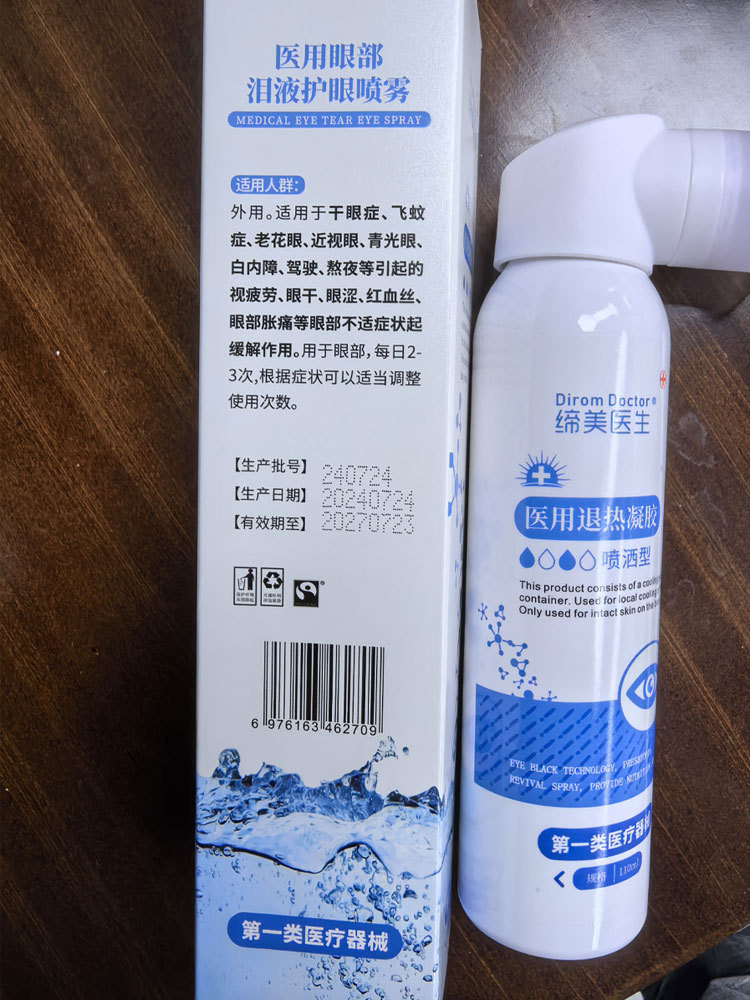 医用眼部
泪液护眼喷雾
MEDICAL EYE TEAR EYE SPRAY
适用人群:
外用。适用于干眼症、飞蚊
症、老花眼、近视眼、青光眼、
白内障、驾驶、熬夜等引起的
视疲劳、眼干、眼涩、红血丝、
眼部胀痛等眼部不适症状起
缓解作用。用于眼部,每日2-
3次,根据症状可以适当调整
使用次数。
【生产批号】 240724
【生产日期】 20240724
【有效期至】 20270723
6 976163 462709
第一类医疗器械
Dirom Doctor
缔美医生
医用退热凝胶
喷洒型
This product consists of a cooling
container. Used for local cooling
Only used for intact skin on the
EYE BLACK TECHNOLOGY,
REVIVAL SPRAY, PROVIDE
第一类医疗器械
规格 110ml